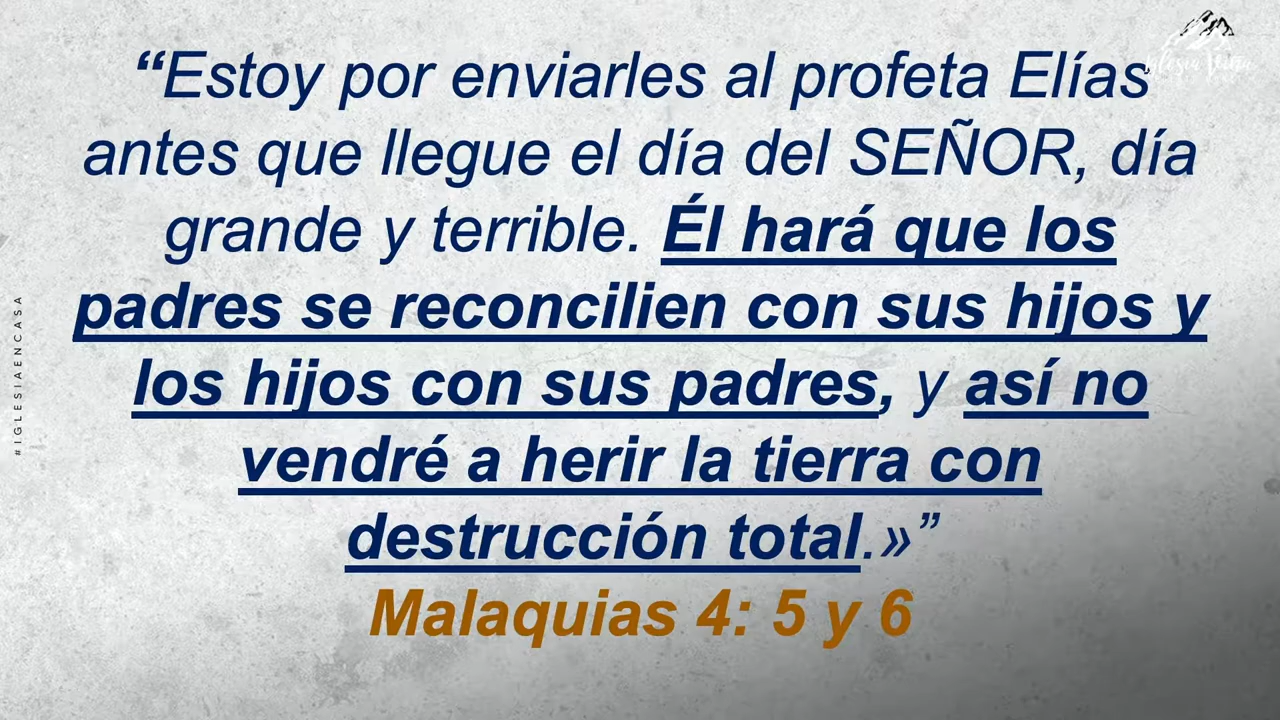 “Estoy por enviarles al profeta Elías
antes que llegue el día del SEÑOR, día
grande y terrible. Él hará que los
padres se reconcilien con sus hijos y
los hijos con sus padres, y así no
vendré a herir la tierra con
destrucción total.»”
Malaquias 4: 5 y 6
#IGLESIAENCASA